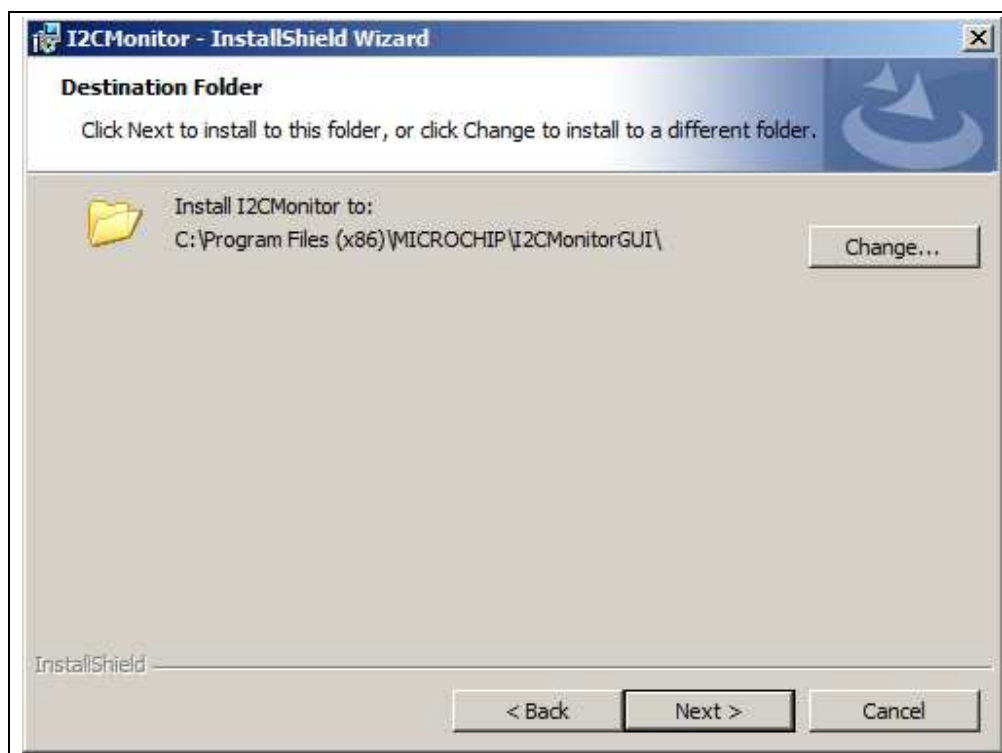 I2CMonitor - InstallShield Wizard
Destination Folder
Click Next to install to this folder, or click Change to install to a different folder.
Install I2CMonitor to:
C:\Program Files (x86)\MICROCHIP\I2CMonitorGUI\
Change...
InstallShield
< Back
Next >
Cancel